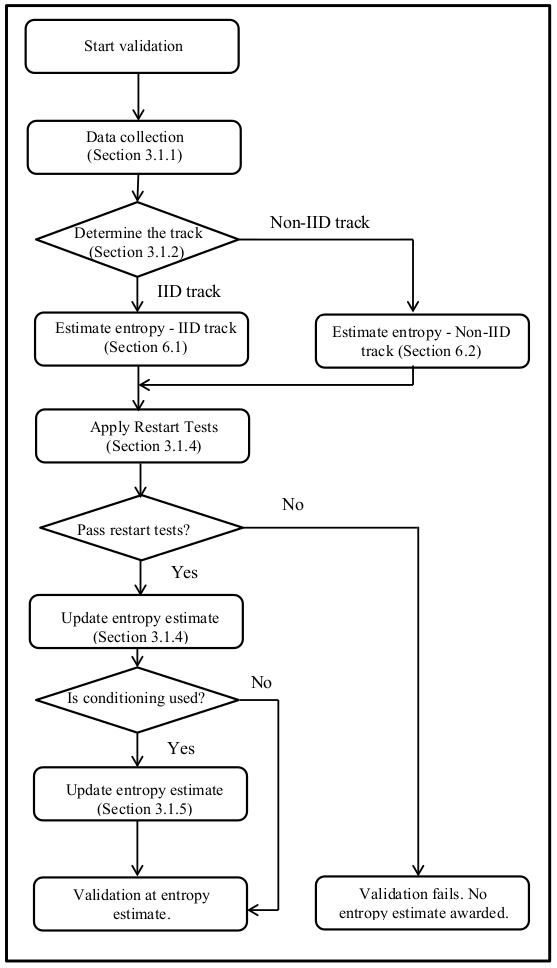 Start validation
Data collection
(Section 3.1.1)
Determine the track
(Section 3.1.2)
Non-IID track
IID track
Estimate entropy - IID track
(Section 6.1)
Estimate entropy - Non-IID
track (Section 6.2)
Apply Restart Tests
(Section 3.1.4)
Pass restart tests?
No
Yes
Update entropy estimate
(Section 3.1.4)
Is conditioning used?
No
Yes
Update entropy estimate
(Section 3.1.5)
Validation at entropy
estimate.
Validation fails. No
entropy estimate awarded.